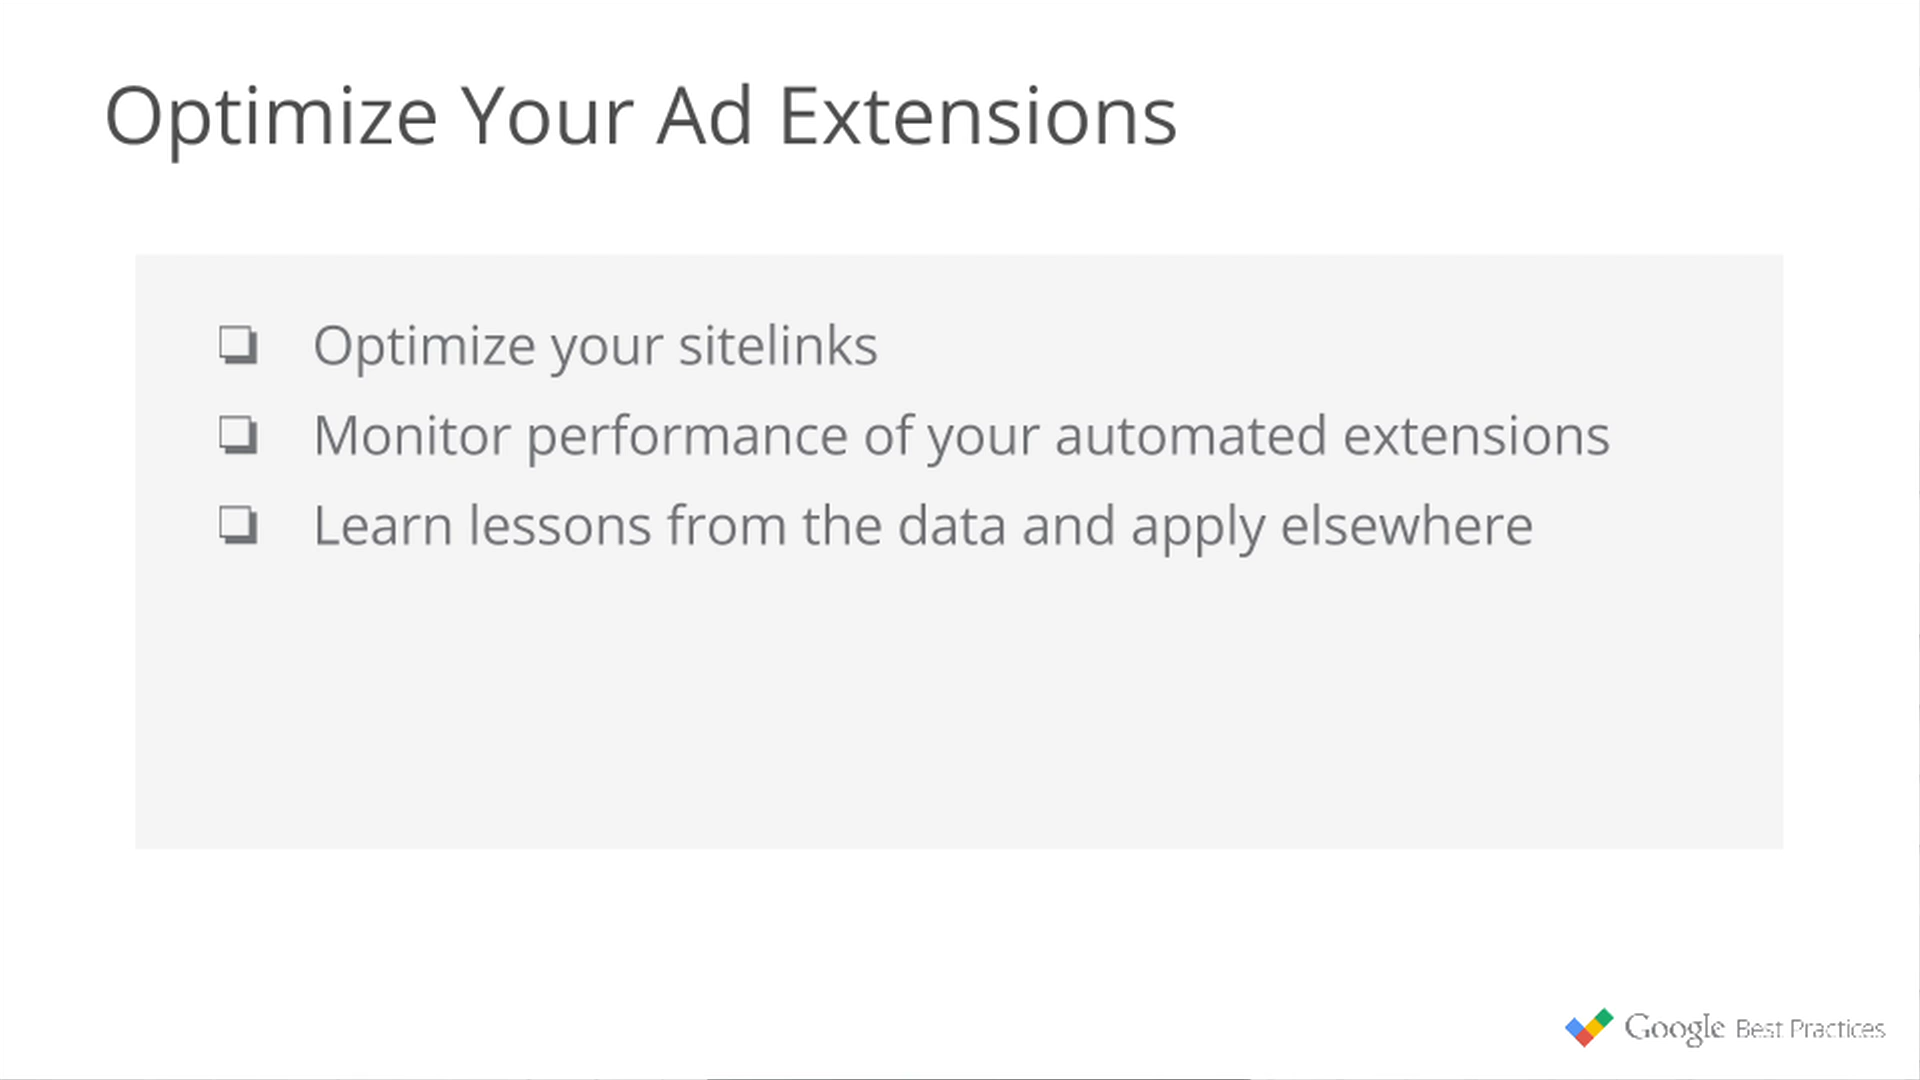 Optimize Your Ad Extensions
❏ Optimize your sitelinks
❏ Monitor performance of your automated extensions
❏ Learn lessons from the data and apply elsewhere
Google Best Practices